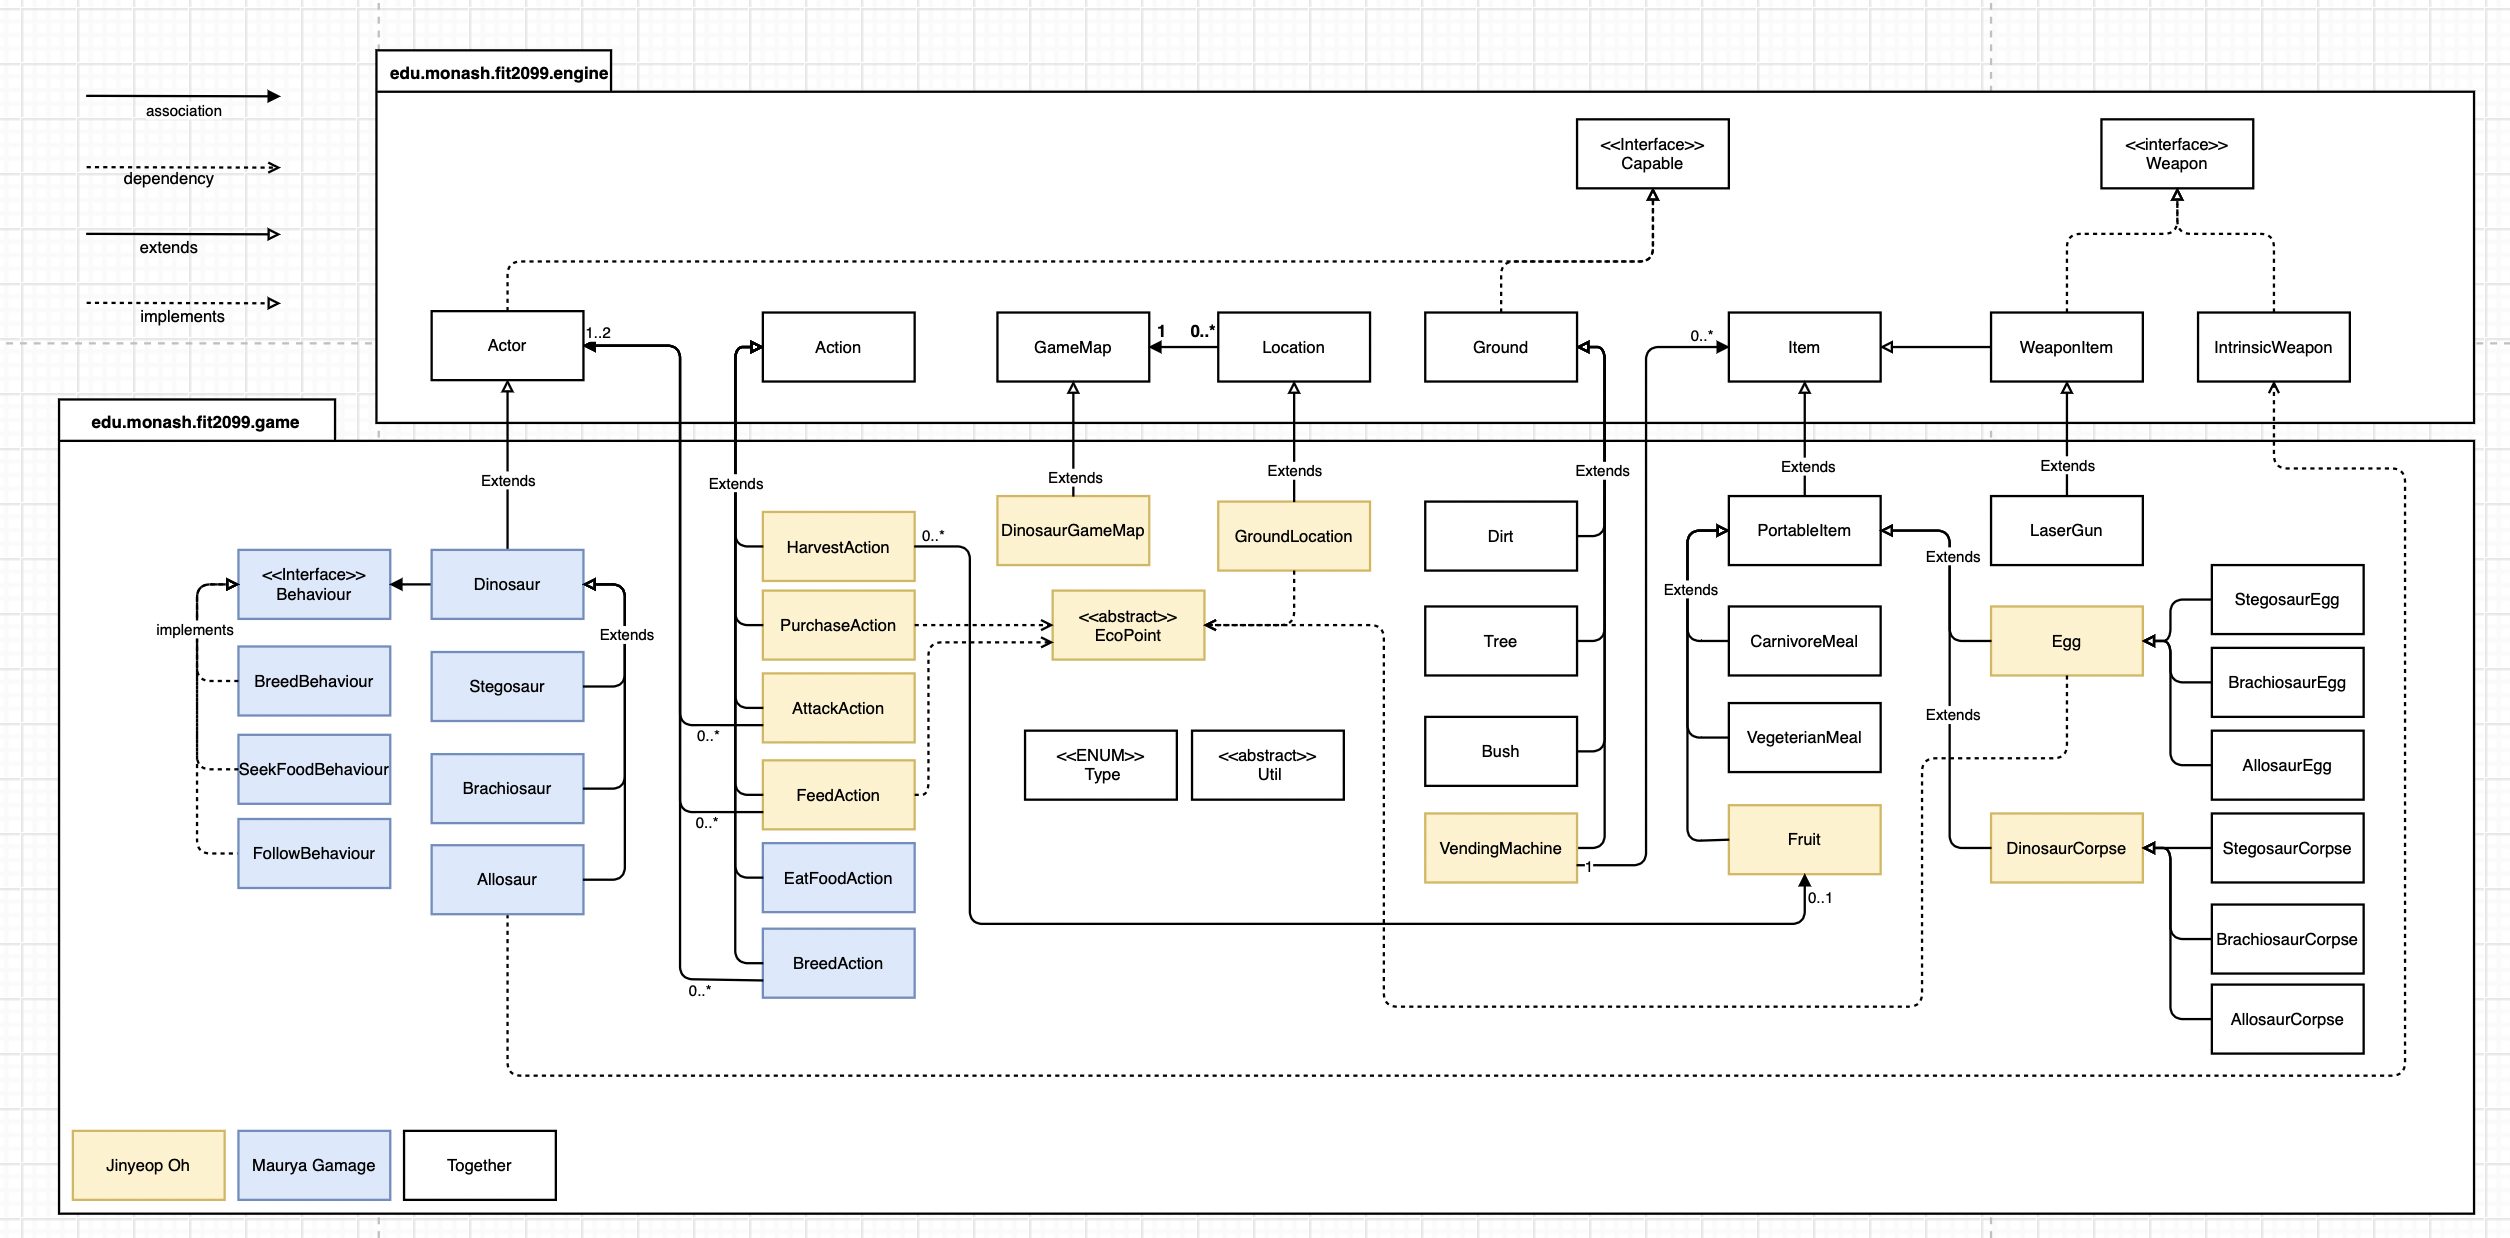 edu.monash.fit2099.engine
association
dependency
extends
implements
<<Interface>>
Capable
<<interface>>
Weapon
Actor
1..2
Action
GameMap
1
0..*
Location
Ground
0..*
Item
WeaponItem
IntrinsicWeapon
edu.monash.fit2099.game
Extends
Extends
Extends
Extends
Extends
Extends
Extends
HarvestAction
0..*
DinosaurGameMap
GroundLocation
Dirt
PortableItem
LaserGun
Extends
<<Interface>>
Behaviour
Dinosaur
implements
Extends
PurchaseAction
<<abstract>>
EcoPoint
Tree
Extends
CarnivoreMeal
Egg
StegosaurEgg
BreedBehaviour
Stegosaur
AttackAction
0..*
BrachiosaurEgg
Extends
SeekFoodBehaviour
Brachiosaur
FeedAction
0..*
<<ENUM>>
Type
<<abstract>>
Util
Bush
VegeterianMeal
AllosaurEgg
FollowBehaviour
Allosaur
EatFoodAction
VendingMachine
1
Fruit
0..1
DinosaurCorpse
StegosaurCorpse
BreedAction
0..*
BrachiosaurCorpse
AllosaurCorpse
Jinyeop Oh
Maurya Gamage
Together